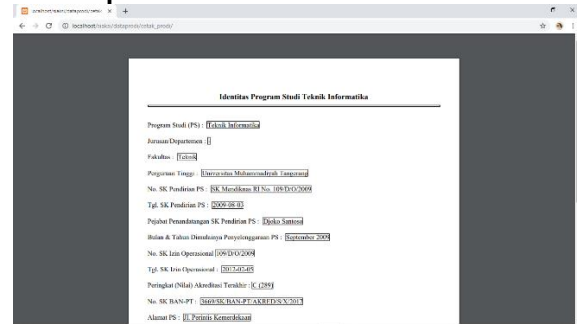 localhost/usko/dataprodi/cetak_prodi/
Identitas Program Studi Teknik Informatika
Program Studi (PS) : Teknik Informatika
Jurusan/Departemen :
Fakultas : Teknik
Perguruan Tinggi : Universitas Muhammadiyah Tangerang
No. SK Pendirian PS : SK Mendiknas RI No. 109/D/O/2009
Tgl. SK Pendirian PS : 2009-08-03
Pejabat Penandatangan SK Pendirian PS : Djoko Santoso
Bulan & Tahun Dimulainya Penyelenggaraan PS : September 2009
No. SK Izin Operasional 109/D/O/2009
Tgl. SK Izin Operasional : 2012-02-05
Peringkat (Nilai) Akreditasi Terakhir : C (289)
No. SK BAN-PT : 3669/SK/BAN-PT/AKRED/S/X/2012
Alamat PS : Jl. Perintis Kemerdekaan